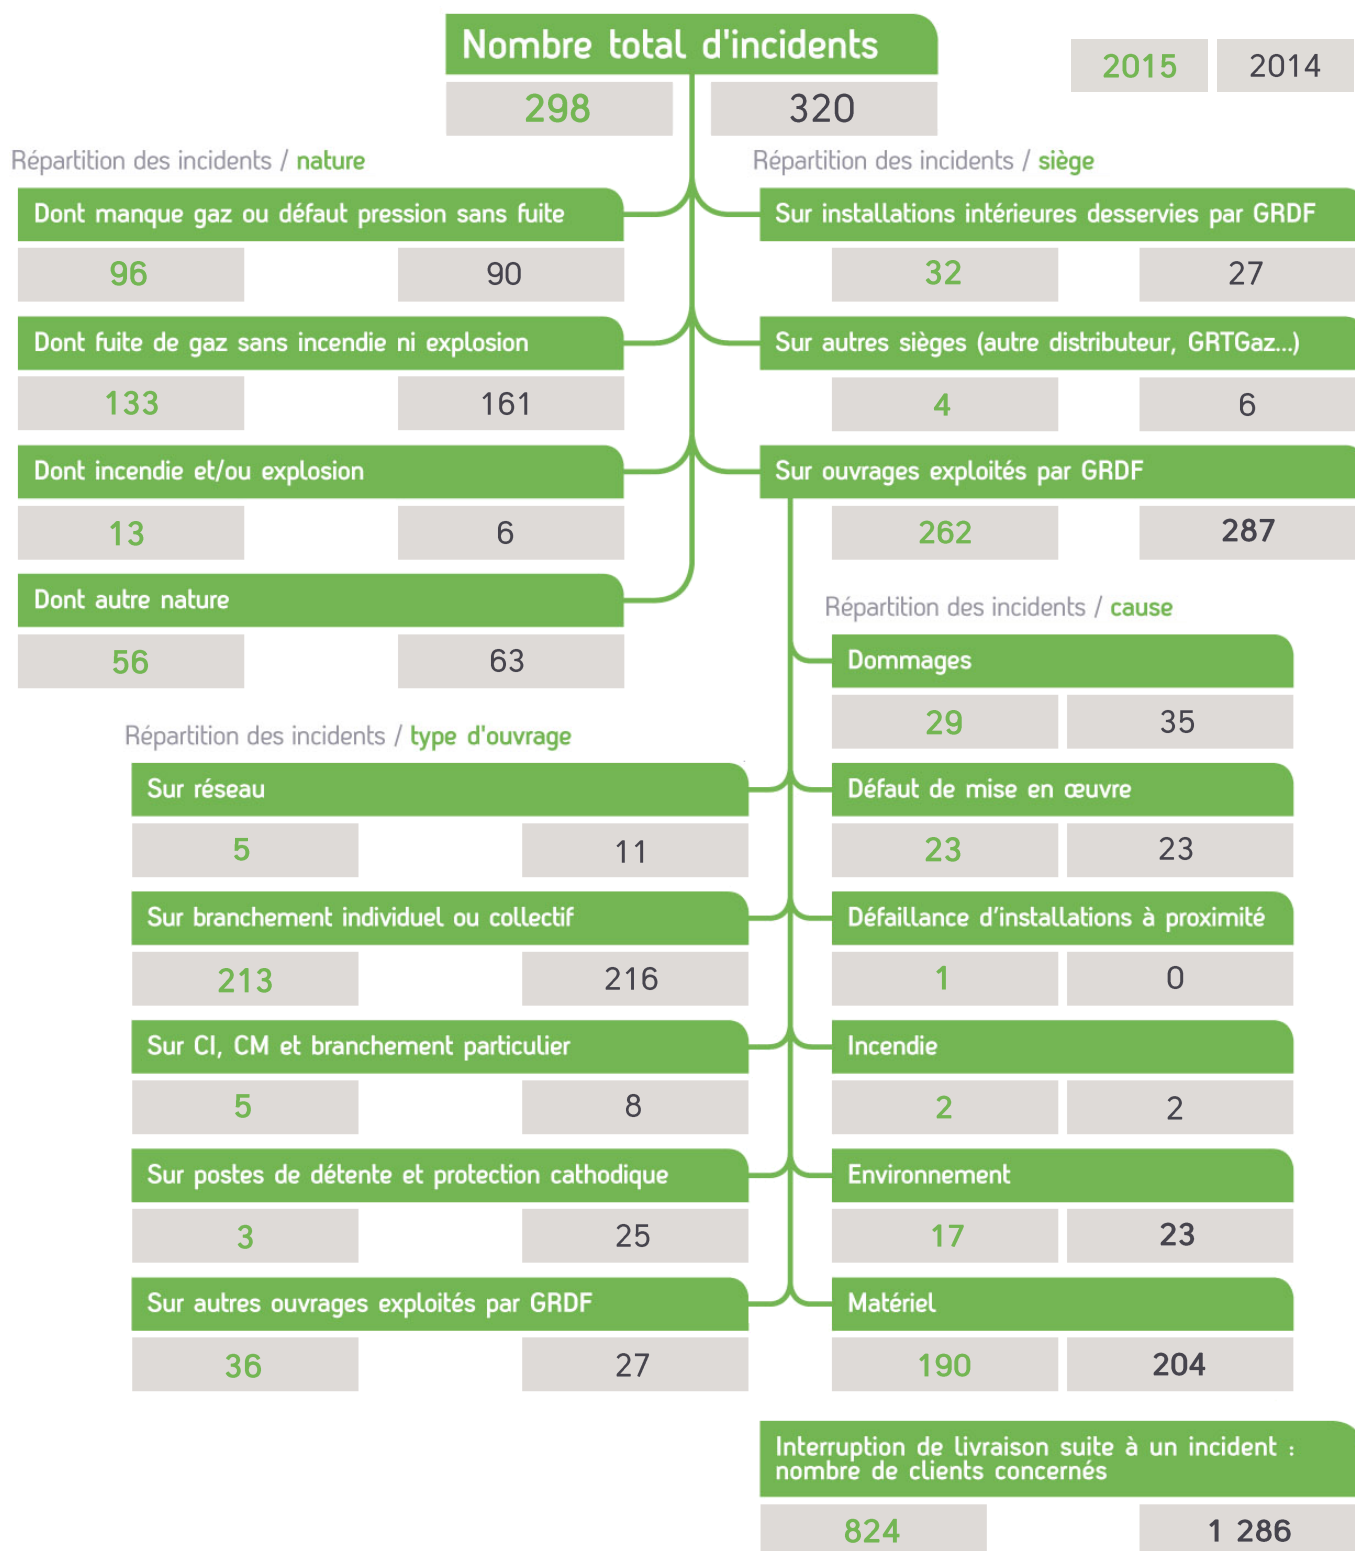 Nombre total d'incidents
298 320
2015 2014
Répartition des incidents / nature
Dont manque gaz ou défaut pression sans fuite
96 90
Dont fuite de gaz sans incendie ni explosion
133 161
Dont incendie et/ou explosion
13 6
Dont autre nature
56 63
Répartition des incidents / siège
Sur installations intérieures desservies par GRDF
32 27
Sur autres sièges (autre distributeur, GRTGaz...)
4 6
Sur ouvrages exploités par GRDF
262 287
Répartition des incidents / type d'ouvrage
Sur réseau
5 11
Sur branchement individuel ou collectif
213 216
Sur CI, CM et branchement particulier
5 8
Sur postes de détente et protection cathodique
3 25
Sur autres ouvrages exploités par GRDF
36 27
Répartition des incidents / cause
Dommages
29 35
Défaut de mise en œuvre
23 23
Défaillance d'installations à proximité
1 0
Incendie
2 2
Environnement
17 23
Matériel
190 204
Interruption de livraison suite à un incident :
nombre de clients concernés
824 1 286